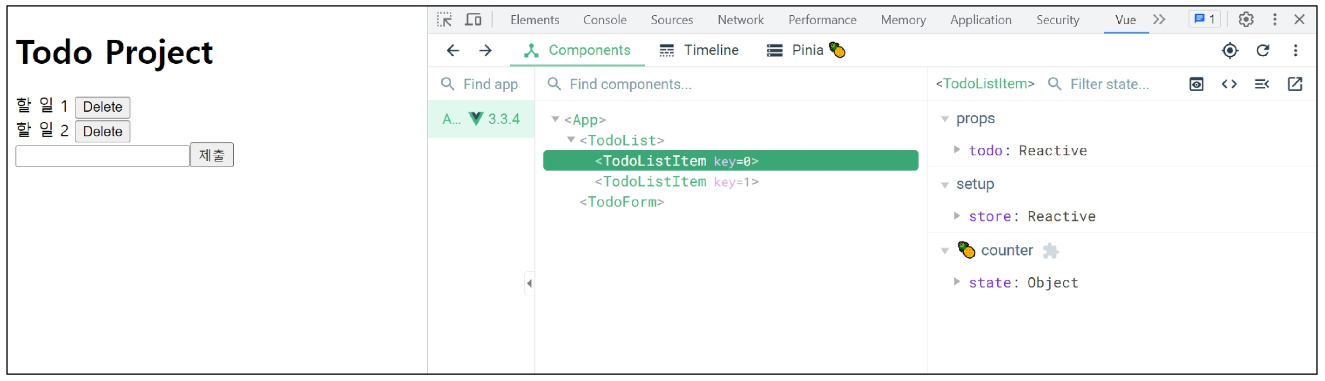 Todo Project
할 일 1 Delete
할 일 2 Delete
제출
Elements Console Sources Network Performance Memory Application Security Vue 1
Components Timeline Pinia 🍍
Find app
A... 3.3.4
Find components...
<App>
<TodoList>
<TodoListItem key=0>
<TodoListItem key=1>
<TodoForm>
<TodoListItem> Filter state...
props
todo: Reactive
setup
store: Reactive
🍍 counter
state: Object